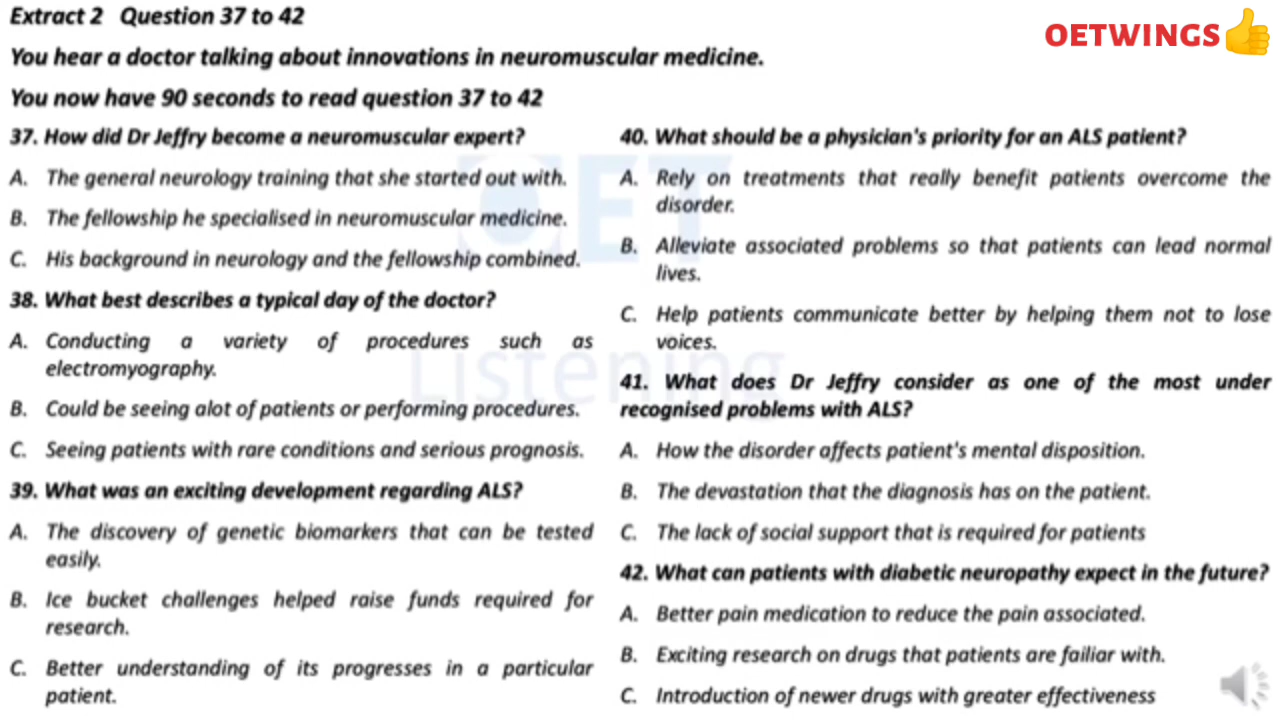 Extract 2 Question 37 to 42
OETWINGS
You hear a doctor talking about innovations in neuromuscular medicine.
You now have 90 seconds to read question 37 to 42
37. How did Dr Jeffry become a neuromuscular expert?
A. The general neurology training that she started out with.
B. The fellowship he specialised in neuromuscular medicine.
C. His background in neurology and the fellowship combined.
38. What best describes a typical day of the doctor?
A. Conducting a variety of procedures such as
electromyography.
B. Could be seeing alot of patients or performing procedures.
C. Seeing patients with rare conditions and serious prognosis.
39. What was an exciting development regarding ALS?
A. The discovery of genetic biomarkers that can be tested
easily.
B. Ice bucket challenges helped raise funds required for
research.
C. Better understanding of its progresses in a particular
patient.
40. What should be a physician's priority for an ALS patient?
A. Rely on treatments that really benefit patients overcome the
disorder.
B. Alleviate associated problems so that patients can lead normal
lives.
C. Help patients communicate better by helping them not to lose
voices.
41. What does Dr Jeffry consider as one of the most under
recognised problems with ALS?
A. How the disorder affects patient's mental disposition.
B. The devastation that the diagnosis has on the patient.
C. The lack of social support that is required for patients
42. What can patients with diabetic neuropathy expect in the future?
A. Better pain medication to reduce the pain associated.
B. Exciting research on drugs that patients are failiar with.
C. Introduction of newer drugs with greater effectiveness
OET
Listening